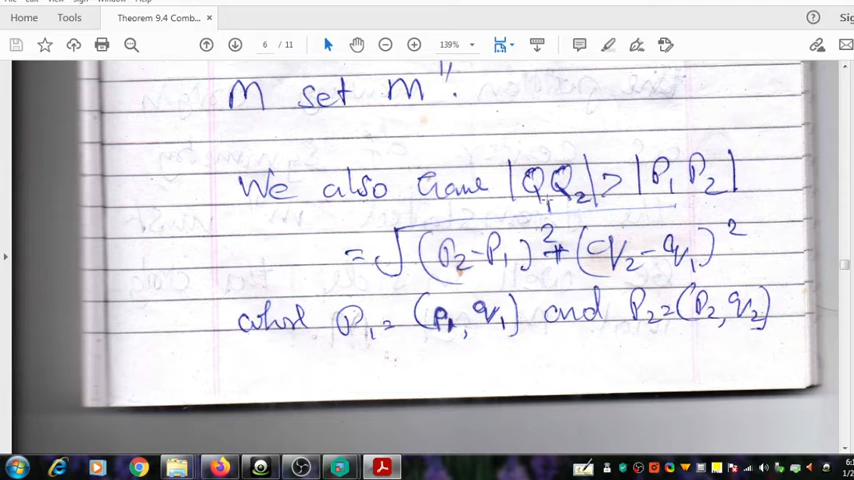 Home Tools Theorem 9.4 Comb... ×
6 / 11 139%
M set M".
We also have |Q₁Q₂| > |P₁P₂|
= √(P₂-P₁)² + (q₂-q₁)²
where P₁ = (p₁, q₁) and P₂ = (P₂, q₂)